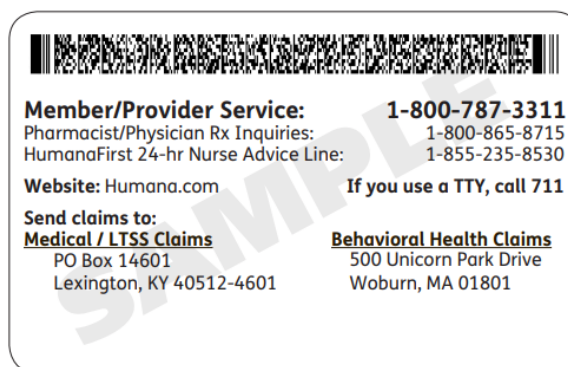 Member/Provider Service: 1-800-787-3311
Pharmacist/Physician Rx Inquiries: 1-800-865-8715
HumanaFirst 24-hr Nurse Advice Line: 1-855-235-8530
Website: Humana.com If you use a TTY, call 711
Send claims to:
Medical / LTSS Claims Behavioral Health Claims
PO Box 14601 500 Unicorn Park Drive
Lexington, KY 40512-4601 Woburn, MA 01801
SAMPLE